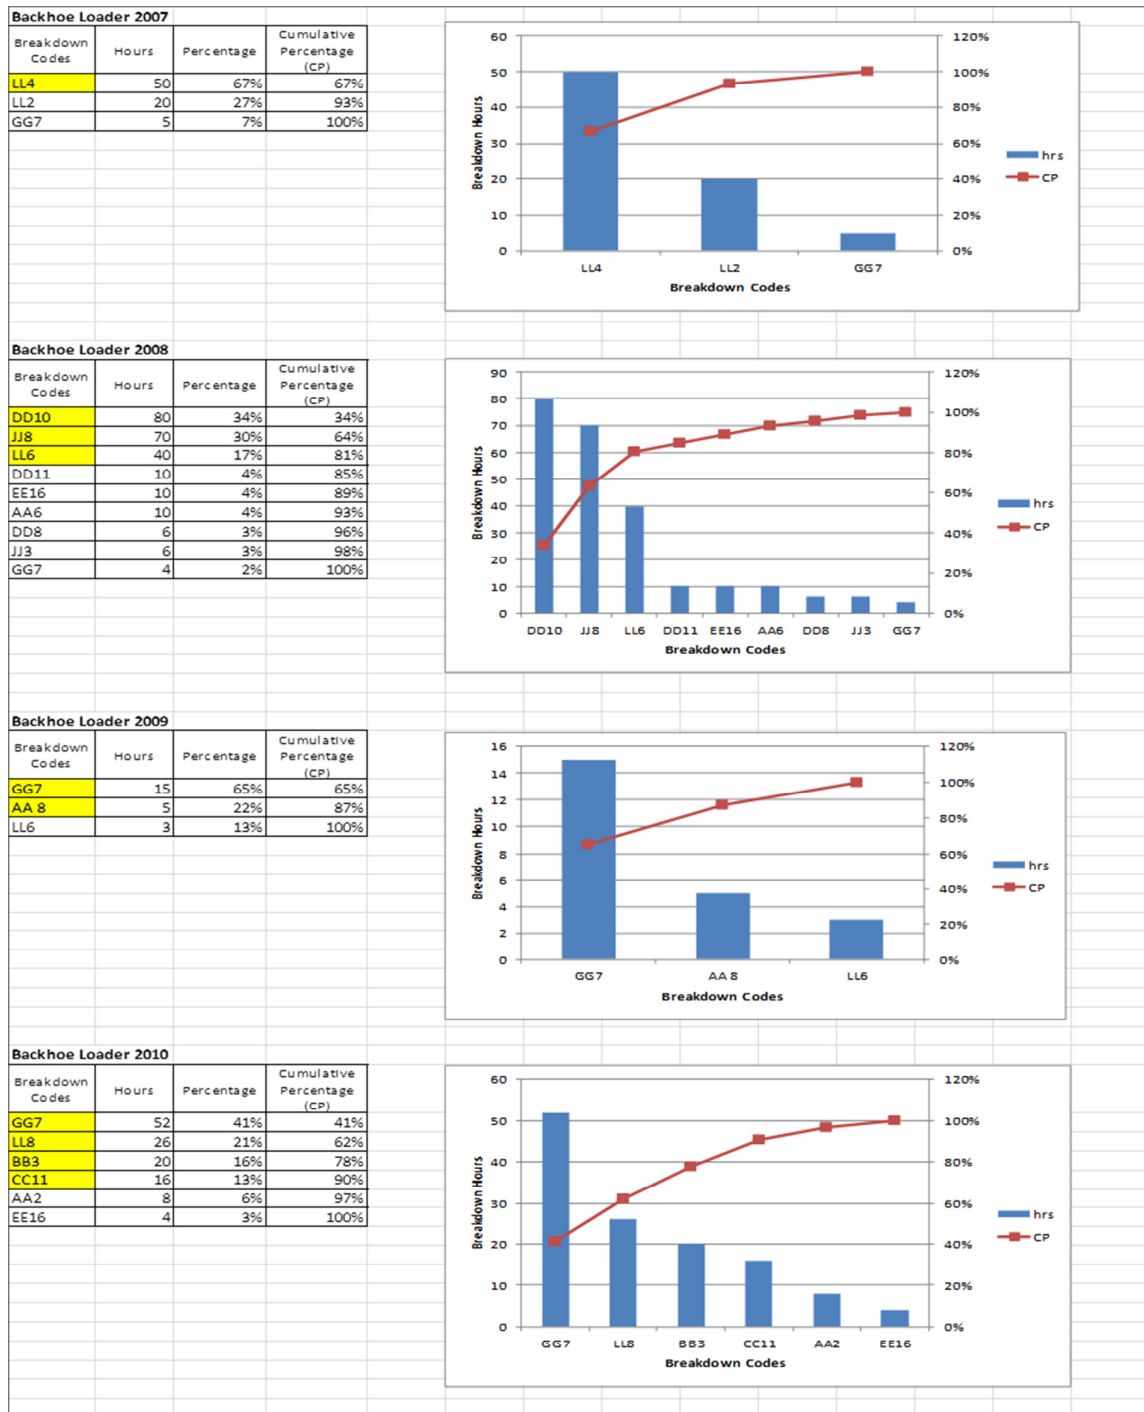 Backhoe Loader 2007
Breakdown Codes Hours Percentage Cumulative Percentage (CP)
LL4 50 67% 67%
LL2 20 27% 93%
GG7 5 7% 100%
60
50
40
30
20
10
0
120%
100%
80%
60%
40%
20%
0%
Breakdown Hours
LL4 LL2 GG7
Breakdown Codes
hrs
CP
Backhoe Loader 2008
Breakdown Codes Hours Percentage Cumulative Percentage (CP)
DD10 80 34% 34%
JJ8 70 30% 64%
LL6 40 17% 81%
DD11 10 4% 85%
EE16 10 4% 89%
AA6 10 4% 93%
DD8 6 3% 96%
JJ3 6 3% 98%
GG7 4 2% 100%
90
80
70
60
50
40
30
20
10
0
120%
100%
80%
60%
40%
20%
0%
Breakdown Hours
DD10 JJ8 LL6 DD11 EE16 AA6 DD8 JJ3 GG7
Breakdown Codes
hrs
CP
Backhoe Loader 2009
Breakdown Codes Hours Percentage Cumulative Percentage (CP)
GG7 15 65% 65%
AA 8 5 22% 87%
LL6 3 13% 100%
16
14
12
10
8
6
4
2
0
120%
100%
80%
60%
40%
20%
0%
Breakdown Hours
GG7 AA 8 LL6
Breakdown Codes
hrs
CP
Backhoe Loader 2010
Breakdown Codes Hours Percentage Cumulative Percentage (CP)
GG7 52 41% 41%
LL8 26 21% 62%
BB3 20 16% 78%
CC11 16 13% 90%
AA2 8 6% 97%
EE16 4 3% 100%
60
50
40
30
20
10
0
120%
100%
80%
60%
40%
20%
0%
Breakdown Hours
GG7 LL8 BB3 CC11 AA2 EE16
Breakdown Codes
hrs
CP